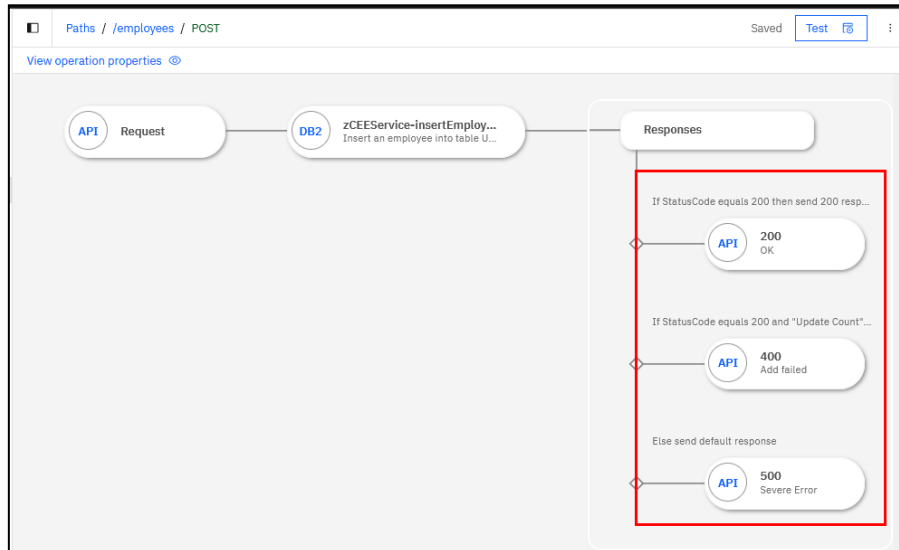 Paths / /employees / POST
Saved
Test
View operation properties
API
Request
DB2
zCEEService-insertEmploy...
Insert an employee into table U...
Responses
If StatusCode equals 200 then send 200 resp...
API
200
OK
If StatusCode equals 200 and "Update Count"...
API
400
Add failed
Else send default response
API
500
Severe Error